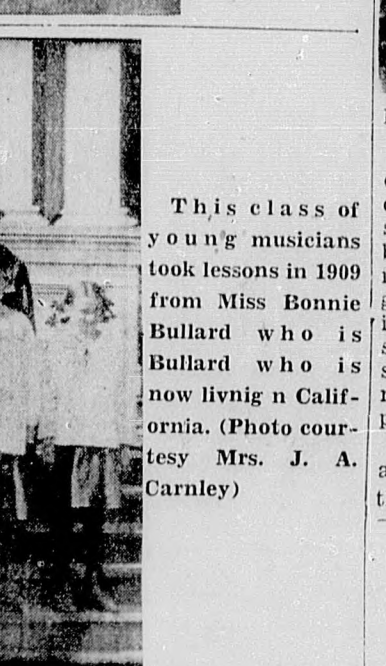 This class of
young musicians
took lessons in 1909
from Miss Bonnie
Bullard who is
Bullard who is
now livnig n Calif-
ornia. (Photo cour-
tesy Mrs. J. A.
Carnley)